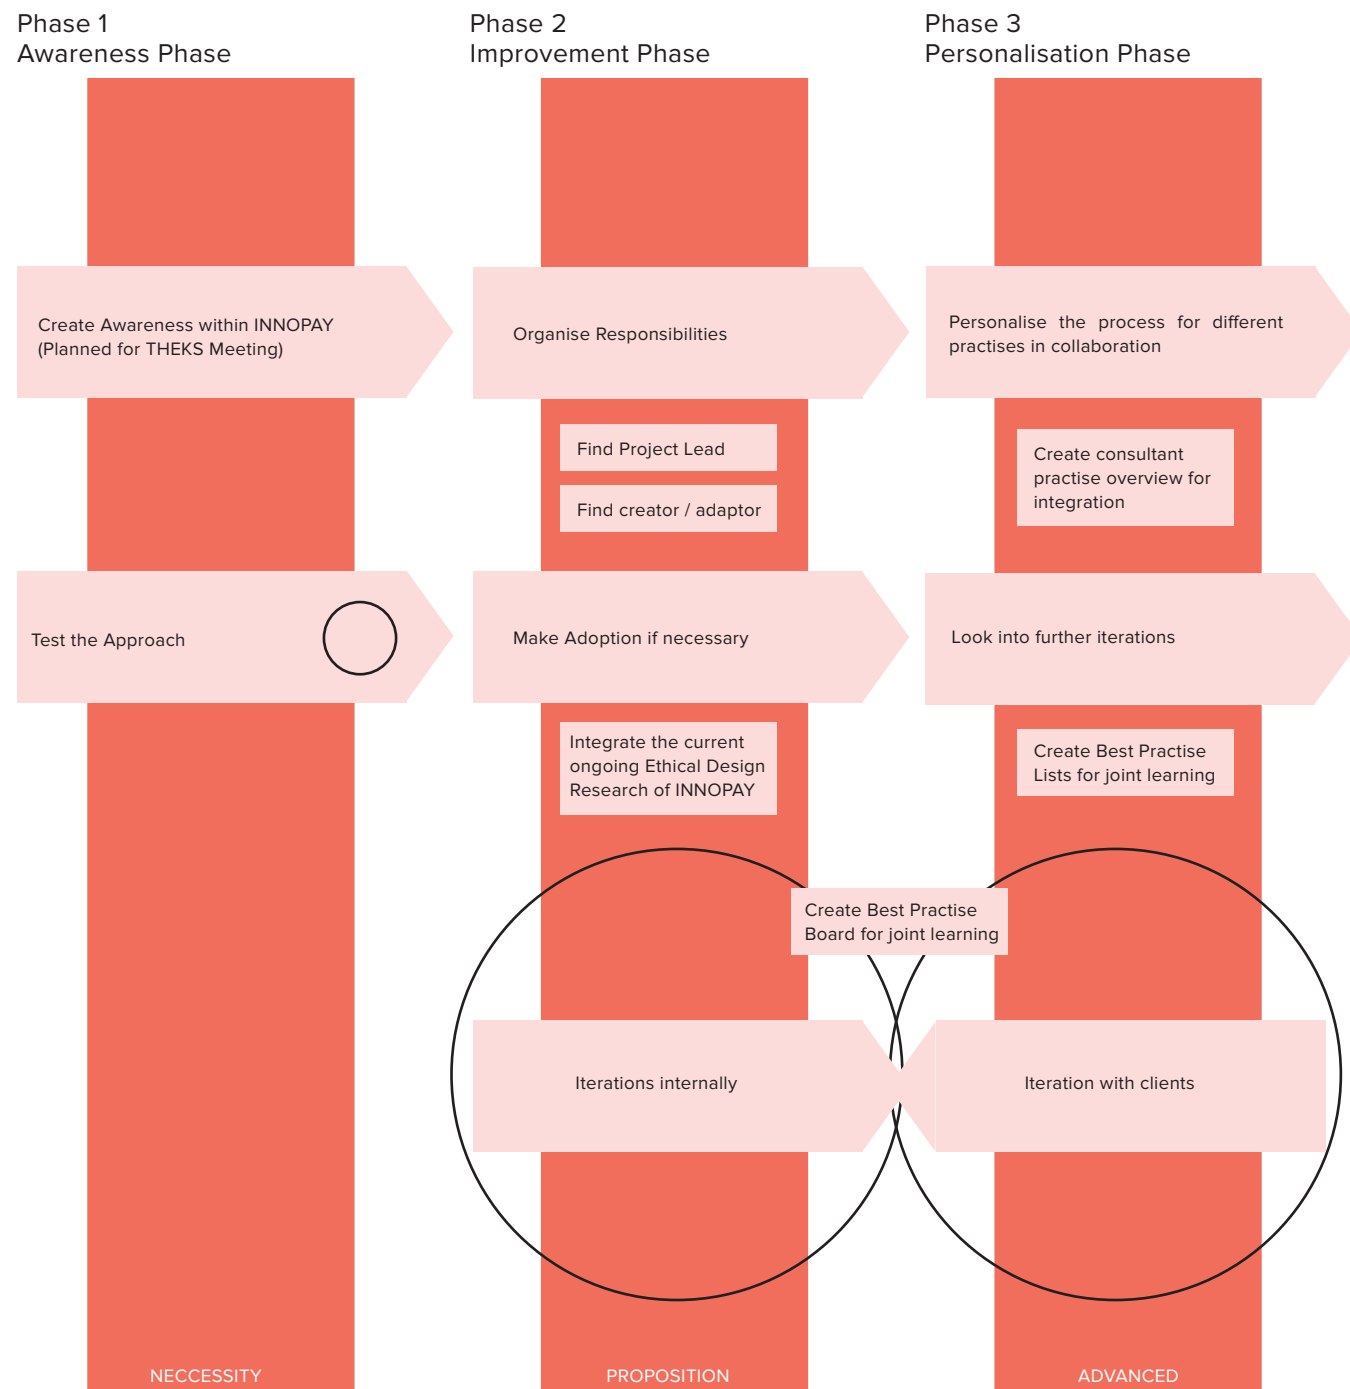 Phase 1
Awareness Phase
Phase 2
Improvement Phase
Phase 3
Personalisation Phase
Create Awareness within INNOPAY
(Planned for THEKS Meeting)
Organise Responsibilities
Personalise the process for different
practises in collaboration
Find Project Lead
Find creator / adaptor
Create consultant
practise overview for
integration
Test the Approach
Make Adoption if necessary
Look into further iterations
Integrate the current
ongoing Ethical Design
Research of INNOPAY
Create Best Practise
Lists for joint learning
Create Best Practise
Board for joint learning
Iterations internally
Iteration with clients
NECCESSITY
PROPOSITION
ADVANCED